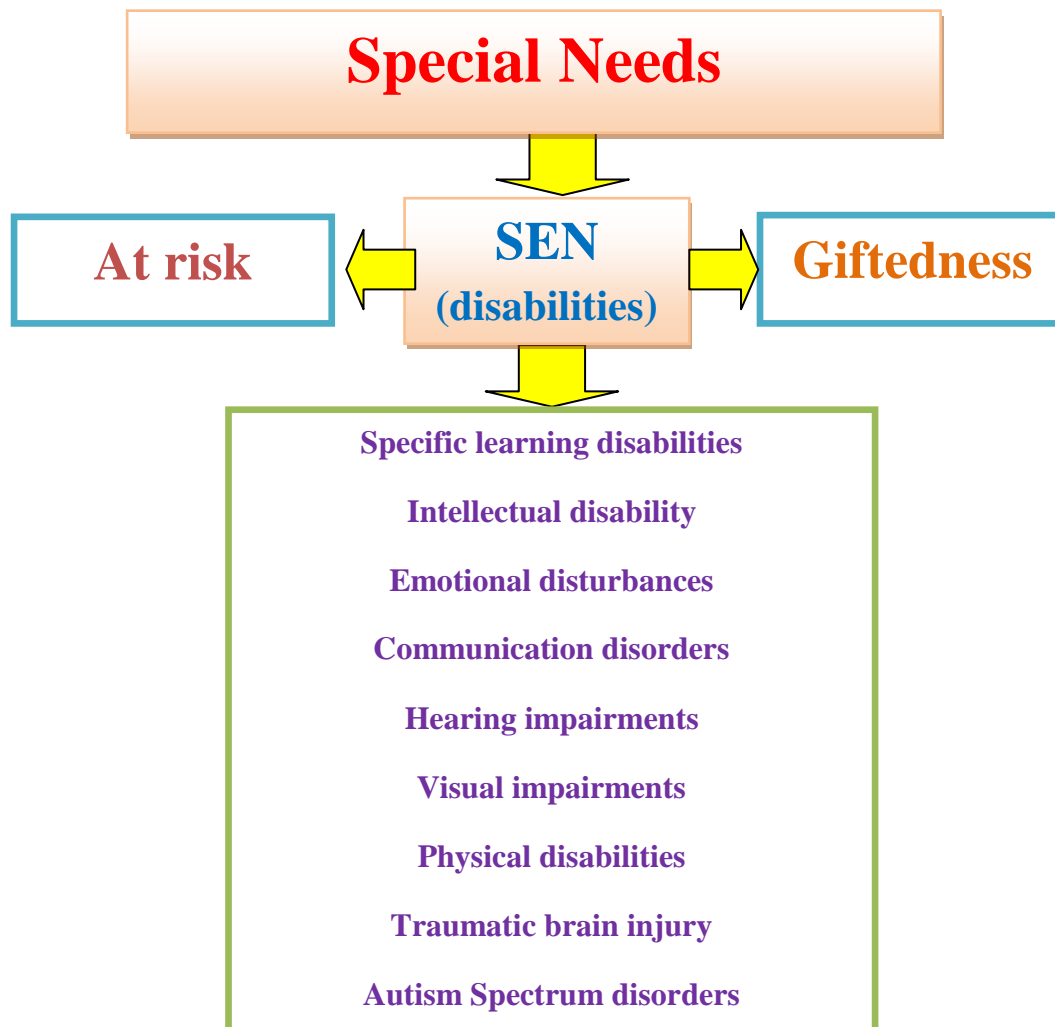 Special Needs
At risk
SEN
(disabilities)
Giftedness
Specific learning disabilities
Intellectual disability
Emotional disturbances
Communication disorders
Hearing impairments
Visual impairments
Physical disabilities
Traumatic brain injury
Autism Spectrum disorders